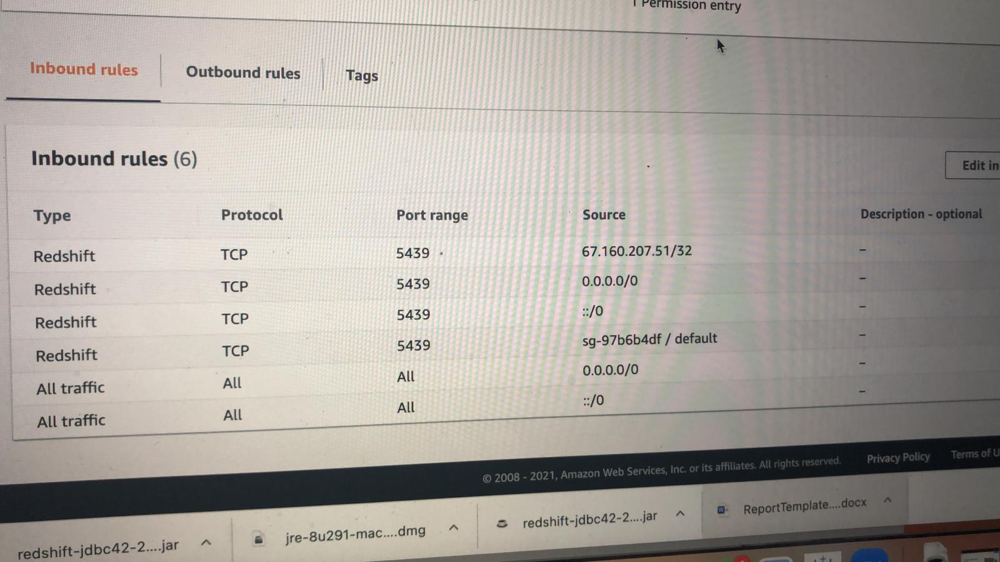 1 Permission entry
Inbound rules Outbound rules Tags
Inbound rules (6)
Edit in
Type Protocol Port range Source Description - optional
Redshift TCP 5439 67.160.207.51/32 –
Redshift TCP 5439 0.0.0.0/0 –
Redshift TCP 5439 ::/0 –
Redshift TCP 5439 sg-97b6b4df / default –
All traffic All All 0.0.0.0/0 –
All traffic All All ::/0 –
© 2008 - 2021, Amazon Web Services, Inc. or its affiliates. All rights reserved. Privacy Policy Terms of U
redshift-jdbc42-2....jar jre-8u291-mac....dmg redshift-jdbc42-2....jar ReportTemplate....docx